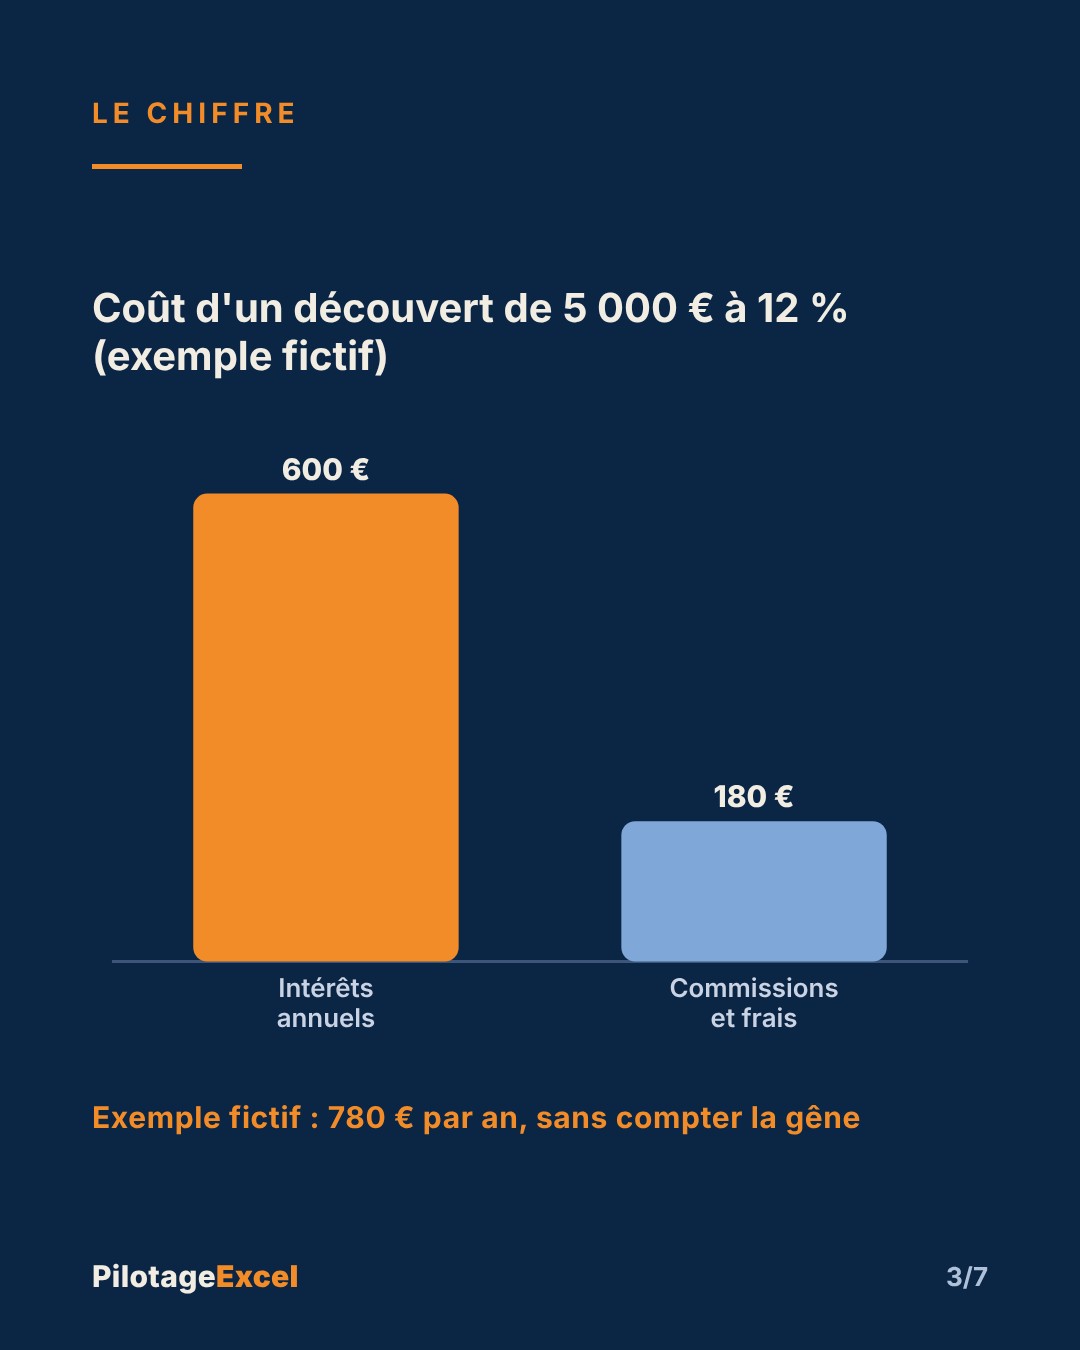 LE CHIFFRE
Coût d'un découvert de 5 000 € à 12 %
(exemple fictif)
600 €
180 €
Intérêts
annuels
Commissions
et frais
Exemple fictif : 780 € par an, sans compter la gêne
PilotageExcel
3/7